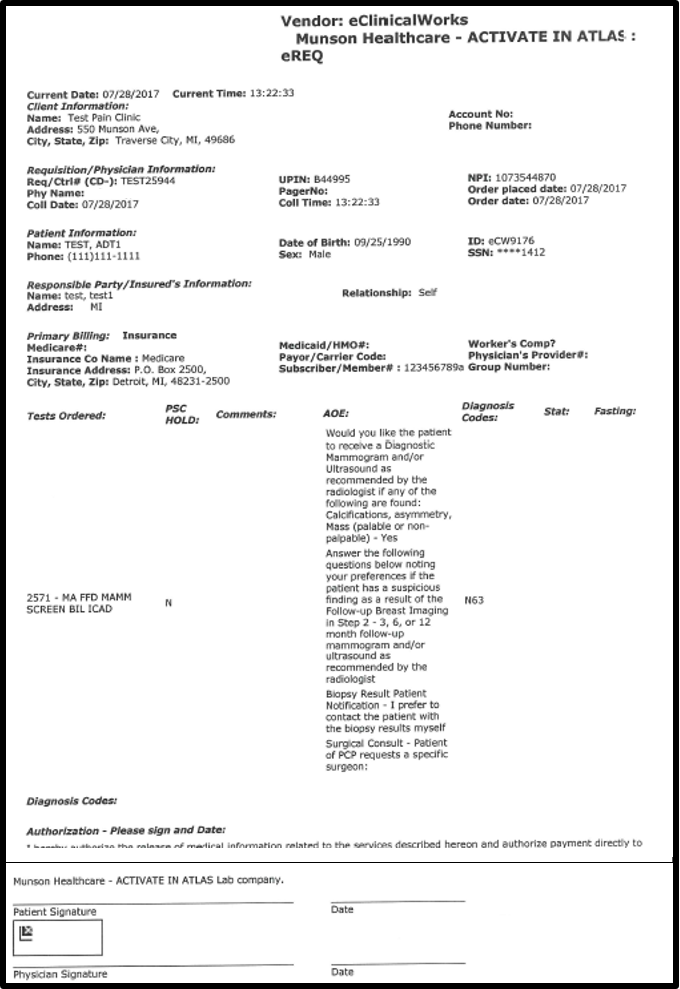 Vendor: eClinicalWorks
Munson Healthcare - ACTIVATE IN ATLAS :
eREQ
Current Date: 07/28/2017 Current Time: 13:22:33
Client Information:
Name: Test Pain Clinic
Account No:
Address: 550 Munson Ave,
Phone Number:
City, State, Zip: Traverse City, MI, 49686
Requisition/Physician Information:
Req/Ctrl# (CD-): TEST25944 UPIN: B44995 NPI: 1073544870
Phy Name: PagerNo: Order placed date: 07/28/2017
Coll Date: 07/28/2017 Coll Time: 13:22:33 Order date: 07/28/2017
Patient Information:
Name: TEST, ADT1 Date of Birth: 09/25/1990 ID: eCW9176
Phone: (111)111-1111 Sex: Male SSN: ****1412
Responsible Party/Insured's Information:
Name: test, test1 Relationship: Self
Address: MI
Primary Billing: Insurance
Medicare#: Medicaid/HMO#: Worker's Comp?
Insurance Co Name : Medicare Payor/Carrier Code: Physician's Provider#:
Insurance Address: P.O. Box 2500, Subscriber/Member# : 123456789a Group Number:
City, State, Zip: Detroit, MI, 48231-2500
Tests Ordered: PSC HOLD: Comments: AOE: Diagnosis Codes: Stat: Fasting:
2571 - MA FFD MAMM
SCREEN BIL ICAD
N
Would you like the patient
to receive a Diagnostic
Mammogram and/or
Ultrasound as
recommended by the
radiologist if any of the
following are found:
Calcifications, asymmetry,
Mass (palable or non-
palpable) - Yes
Answer the following
questions below noting
your preferences if the
patient has a suspicious
finding as a result of the
Follow-up Breast Imaging
in Step 2 - 3, 6, or 12
month follow-up
mammogram and/or
ultrasound as
recommended by the
radiologist
Biopsy Result Patient
Notification - I prefer to
contact the patient with
the biopsy results myself
Surgical Consult - Patient
of PCP requests a specific
surgeon:
N63
Diagnosis Codes:
Authorization - Please sign and Date:
I hereby authorize the release of medical information related to the services described hereon and authorize payment directly to
Munson Healthcare - ACTIVATE IN ATLAS Lab company.
Patient Signature Date
Physician Signature Date